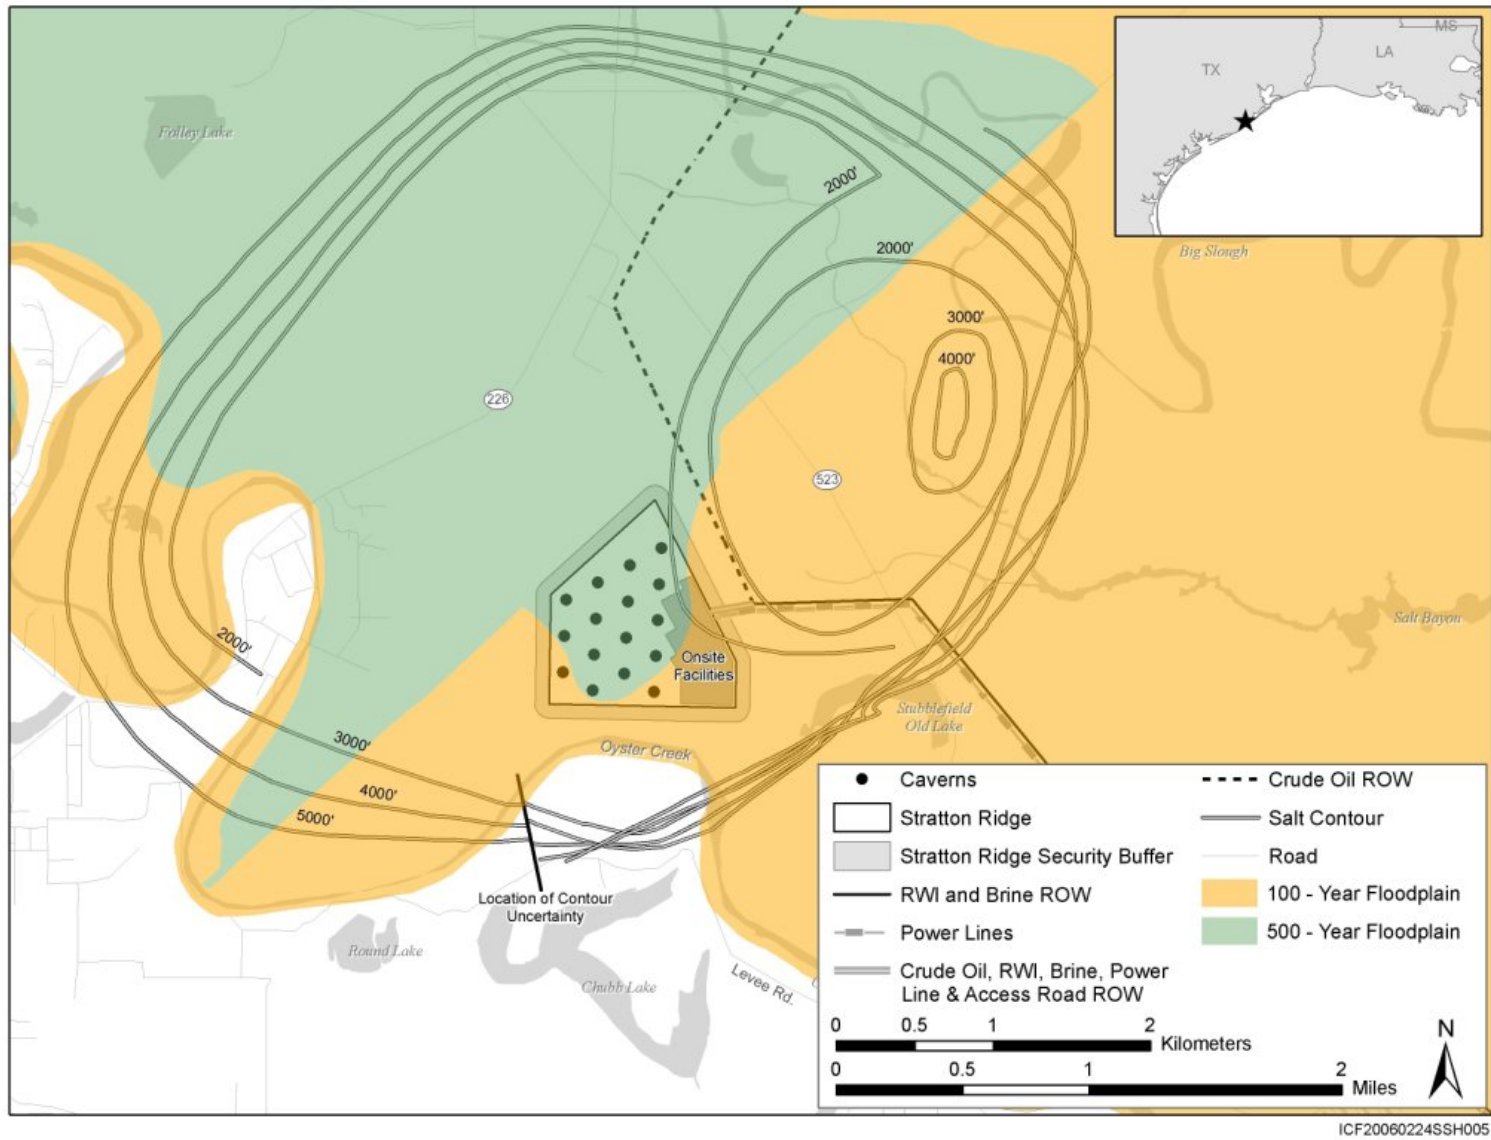 MS
LA
TX
Folley Lake
2000'
2000'
Big Slough
3000'
4000'
226
523
Salt Bayou
2000'
Onsite
Facilities
Stubblefield
Old Lake
Oyster Creek
3000'
4000'
5000'
Location of Contour
Uncertainty
Round Lake
Chubb Lake
Levee Rd.
Caverns
Crude Oil ROW
Stratton Ridge
Salt Contour
Stratton Ridge Security Buffer
Road
RWI and Brine ROW
100 - Year Floodplain
Power Lines
500 - Year Floodplain
Crude Oil, RWI, Brine, Power
Line & Access Road ROW
0 0.5 1 2
Kilometers
0 0.5 1 2
Miles
N
ICF20060224SSH005